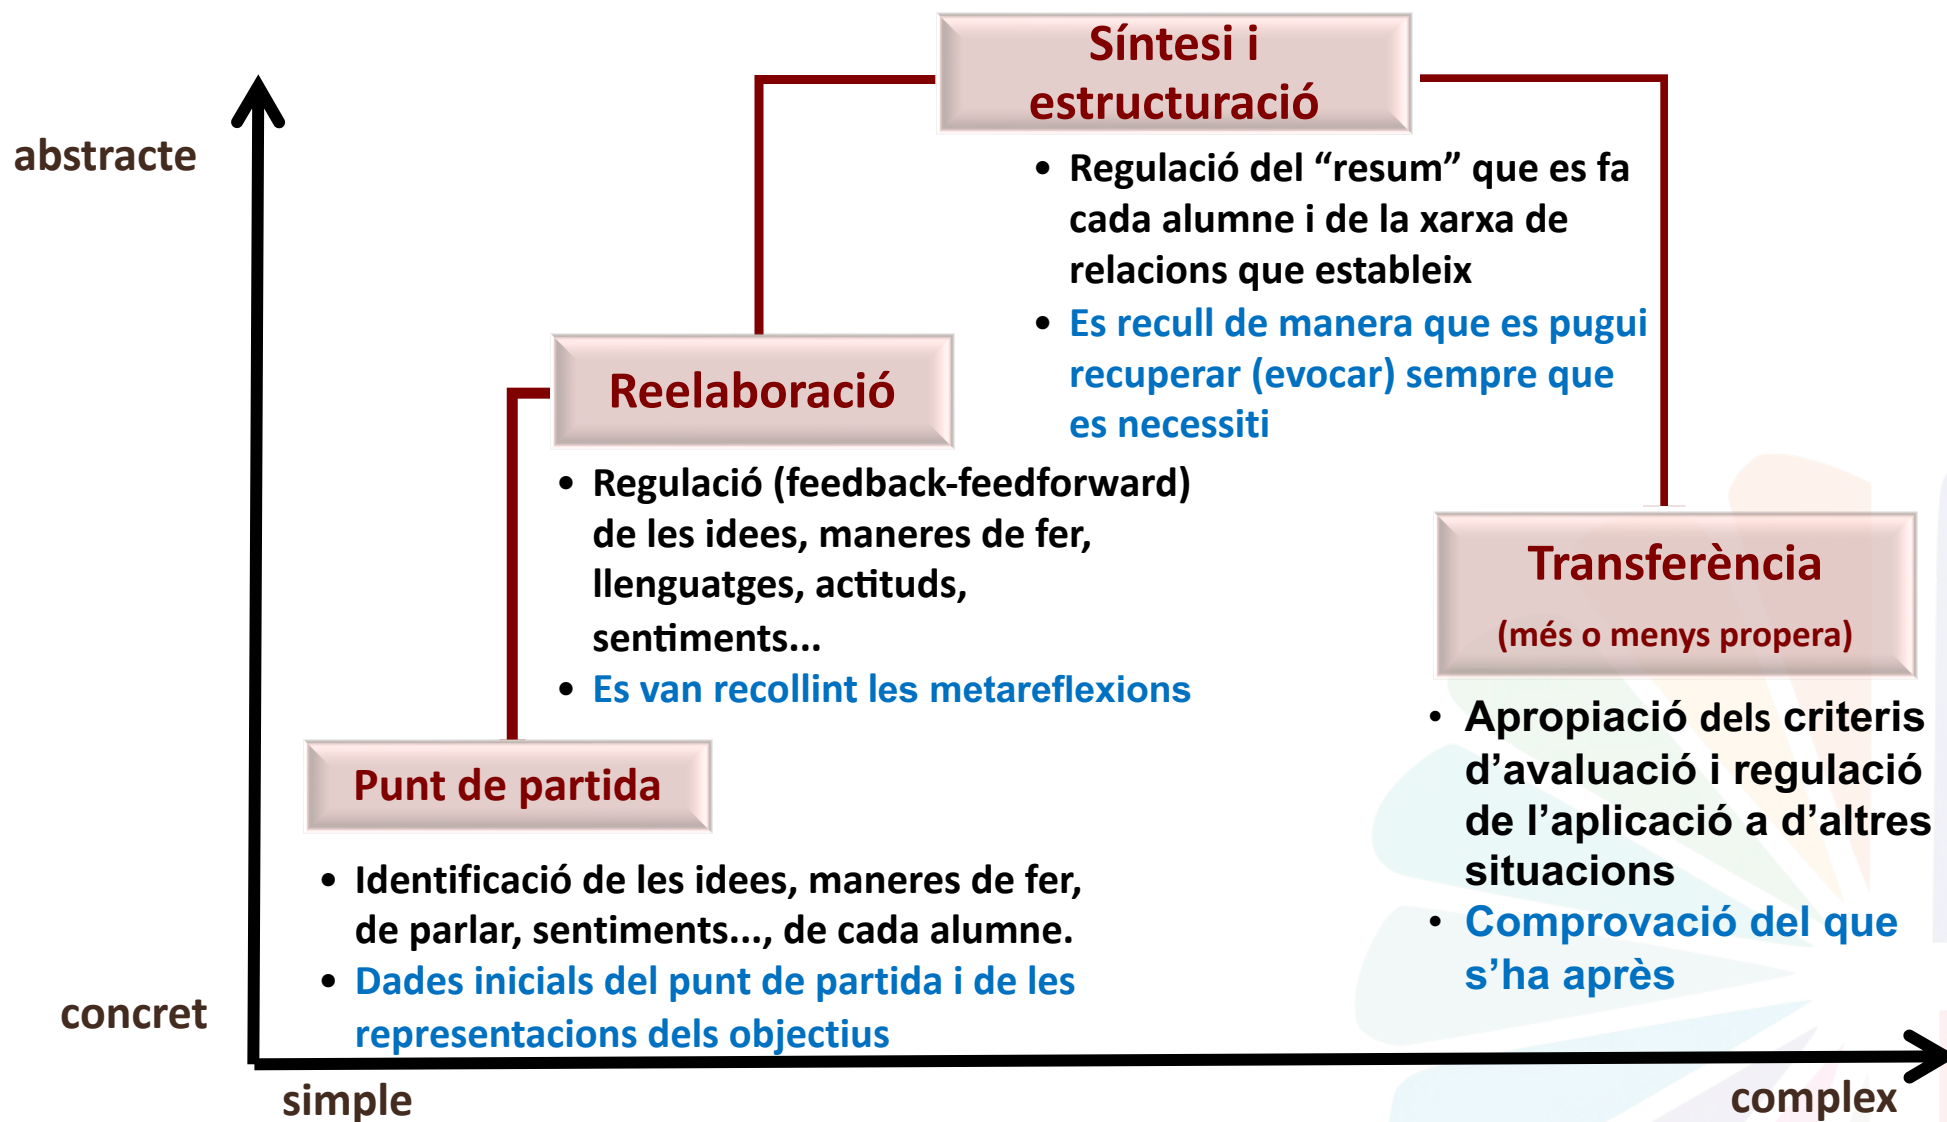 Síntesi i
estructuració
abstracte
• Regulació del “resum” que es fa
cada alumne i de la xarxa de
relacions que estableix
• Es recull de manera que es pugui
recuperar (evocar) sempre que
es necessiti
Reelaboració
• Regulació (feedback-feedforward)
de les idees, maneres de fer,
llenguatges, actituds,
sentiments...
• Es van recollint les metareflexions
Transferència
(més o menys propera)
• Apropiació dels criteris
d’avaluació i regulació
de l’aplicació a d’altres
situacions
• Comprovació del que
s’ha après
Punt de partida
• Identificació de les idees, maneres de fer,
de parlar, sentiments..., de cada alumne.
• Dades inicials del punt de partida i de les
representacions dels objectius
concret
simple
complex